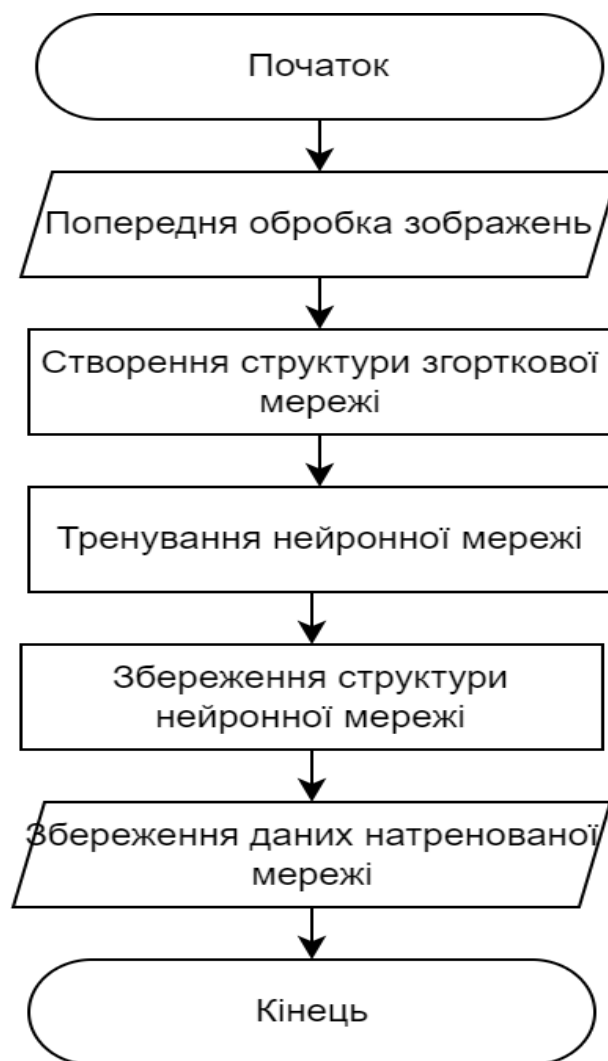 Початок
Попередня обробка зображень
Створення структури згорткової
мережі
Тренування нейронної мережі
Збереження структури
нейронної мережі
Збереження даних натренованої
мережі
Кінець